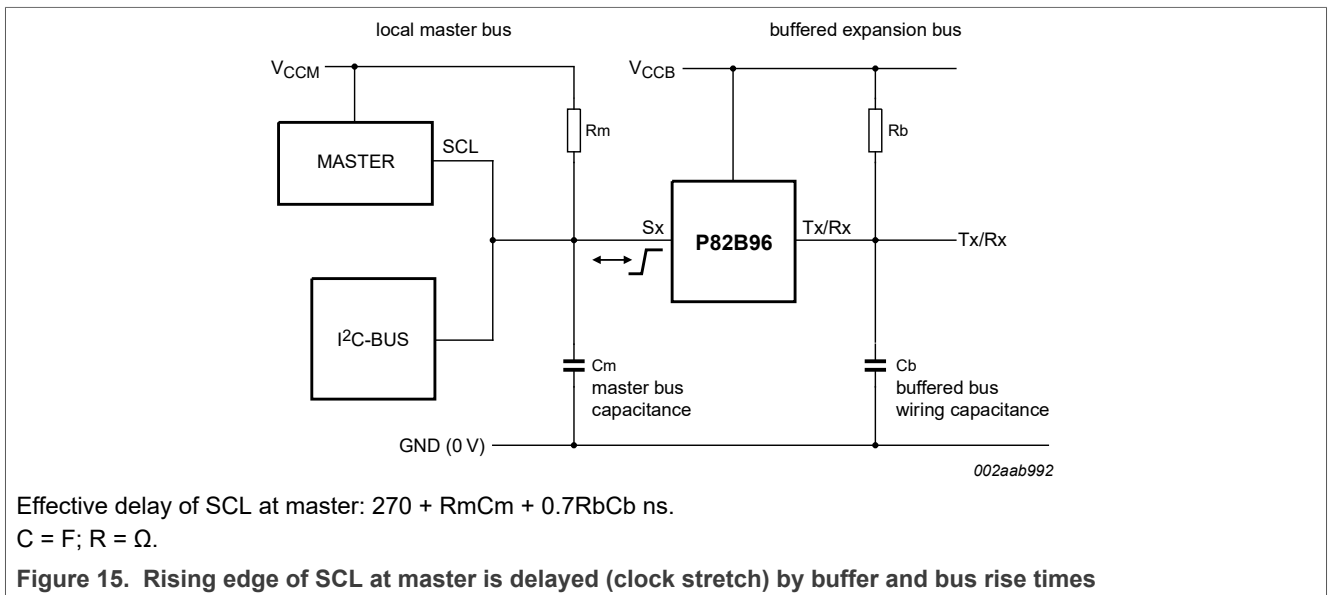 local master bus
buffered expansion bus
VCCM
VCCB
Rm
Rb
MASTER
SCL
Sx
P82B96
Tx/Rx
Tx/Rx
I2C-BUS
Cm
master bus
capacitance
Cb
buffered bus
wiring capacitance
GND (0 V)
002aab992
Effective delay of SCL at master: 270 + RmCm + 0.7RbCb ns.
C = F; R = Ω.
Figure 15. Rising edge of SCL at master is delayed (clock stretch) by buffer and bus rise times